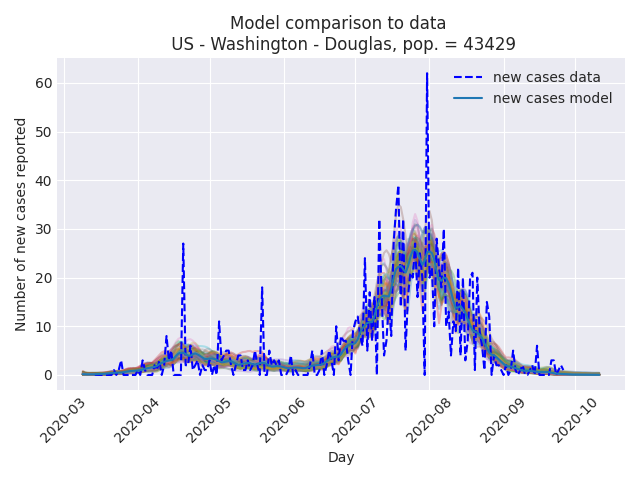 Model comparison to data
US - Washington - Douglas, pop. = 43429
new cases data
new cases model
Number of new cases reported
60
50
40
30
20
10
0
2020-03
2020-04
2020-05
2020-06
2020-07
2020-08
2020-09
2020-10
Day